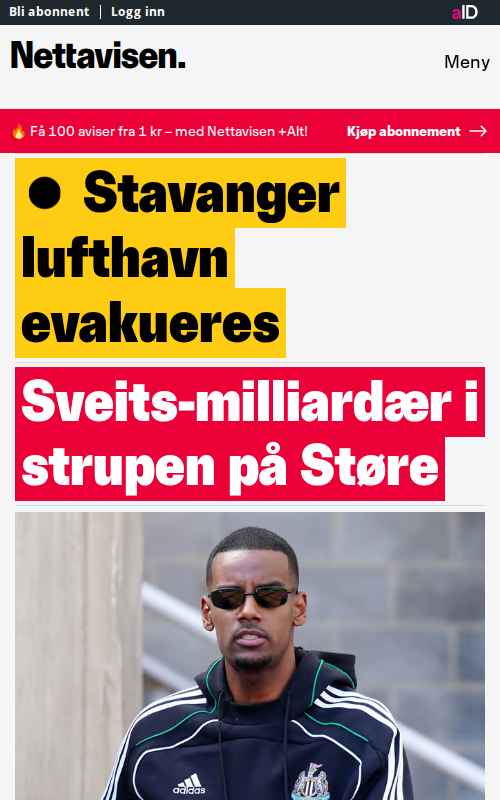 Bli abonnent | Logg inn
aID
Nettavisen.
Meny
🔥 Få 100 aviser fra 1 kr – med Nettavisen +Alt!
Kjøp abonnement →
● Stavanger
lufthavn
evakueres
Sveits-milliardær i
strupen på Støre
adidas